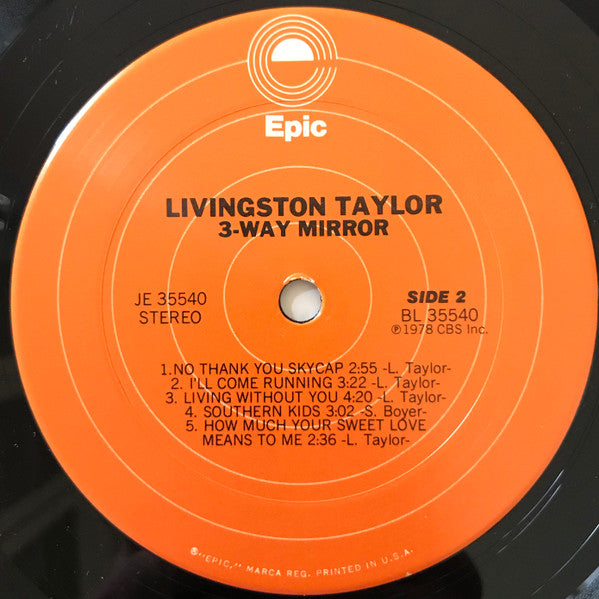 Epic
LIVINGSTON TAYLOR
3-WAY MIRROR
JE 35540
STEREO
SIDE 2
BL 35540
℗1978 CBS Inc.
1.NO THANK YOU SKYCAP 2:55 -L. Taylor-
2. I'LL COME RUNNING 3:22 -L. Taylor-
3. LIVING WITHOUT YOU 4:20 -L. Taylor-
4. SOUTHERN KIDS 3:02 -S. Boyer-
5. HOW MUCH YOUR SWEET LOVE
MEANS TO ME 2:36 -L. Taylor-
®"EPIC," MARCA REG. PRINTED IN U.S.A.